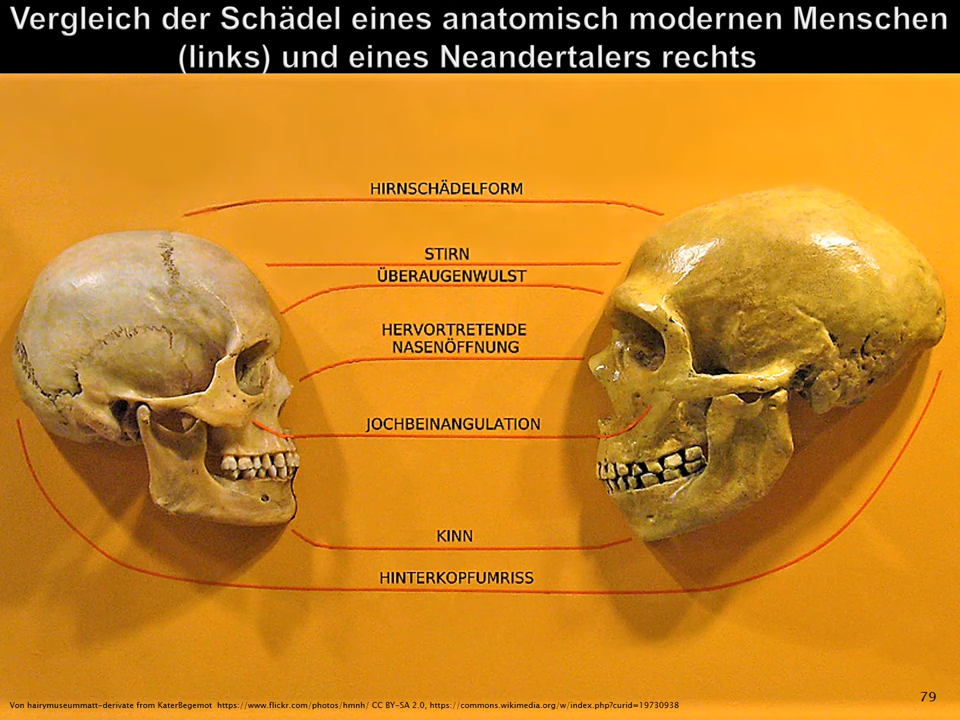 Vergleich der Schädel eines anatomisch modernen Menschen
(links) und eines Neandertalers rechts
HIRNSCHÄDELFORM
STIRN
ÜBERAUGENWULST
HERVORTRETENDE
NASENÖFFNUNG
JOCHBEINANGULATION
KINN
HINTERKOPFUMRISS
79
Von hairymuseummatt-derivate from KaterBegemot https://www.flickr.com/photos/hmnh/ CC BY-SA 2.0, https://commons.wikimedia.org/w/index.php?curid=19730938